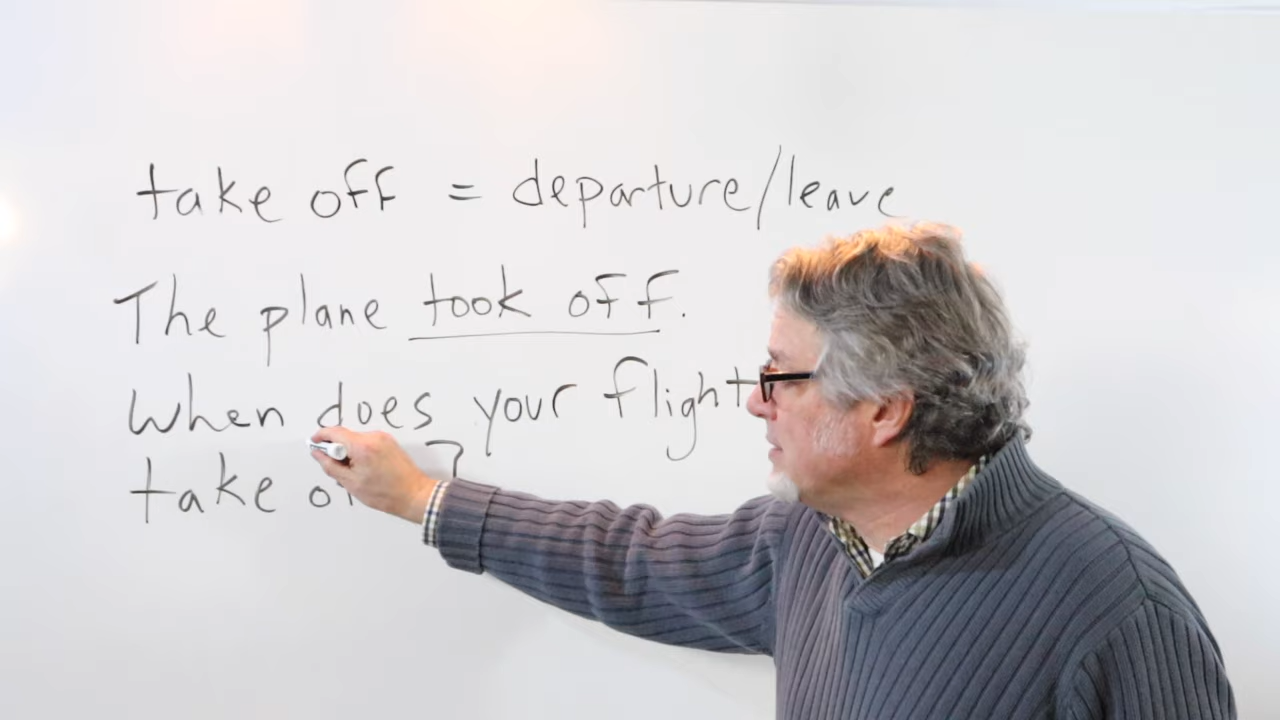 take off = departure/leave
The plane took off.
When does your flight
take ?